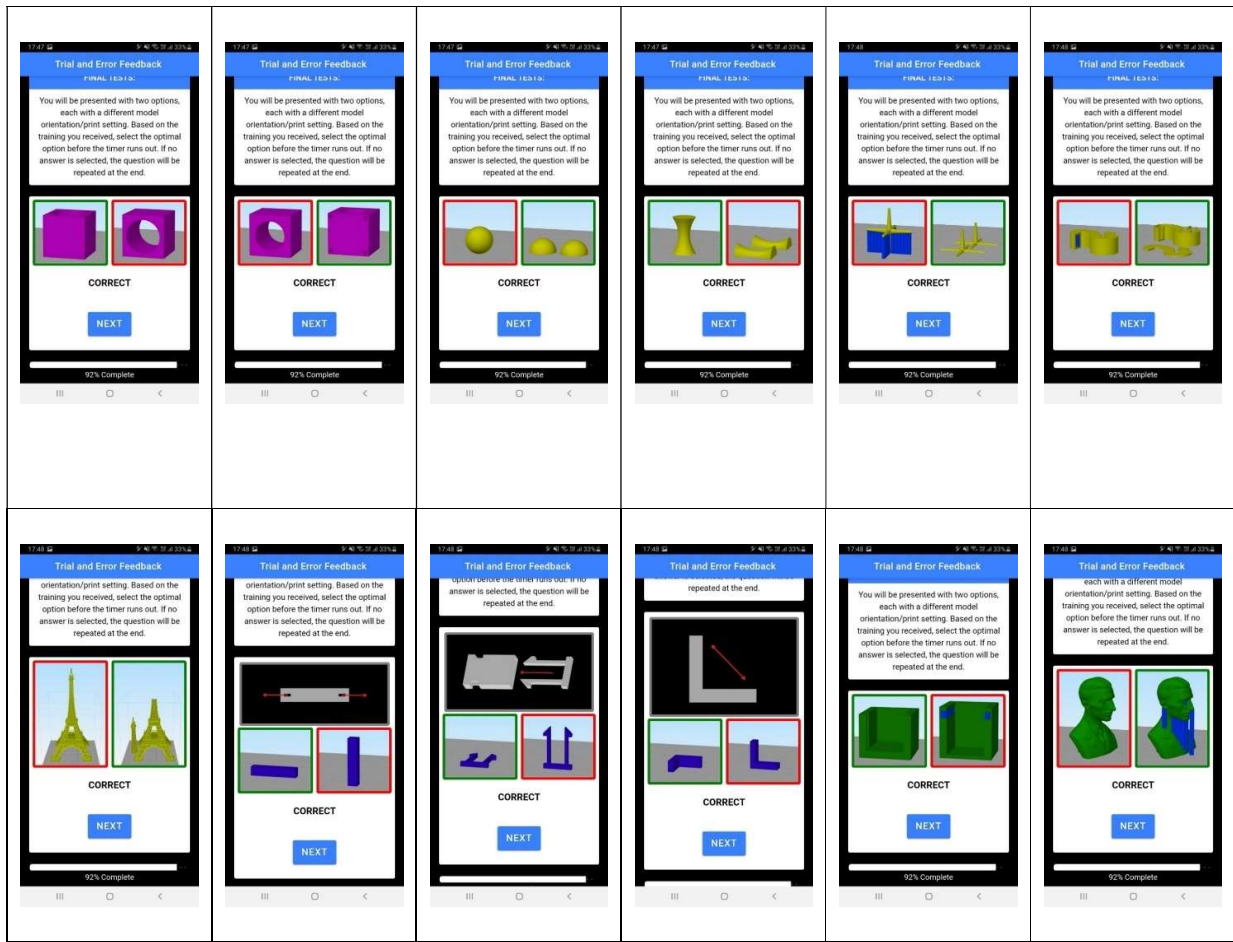 17:47
33%
Trial and Error Feedback
FINAL TESTS:
You will be presented with two options,
each with a different model
orientation/print setting. Based on the
training you received, select the optimal
option before the timer runs out. If no
answer is selected, the question will be
repeated at the end.
CORRECT
NEXT
92% Complete
17:47
33%
Trial and Error Feedback
FINAL TESTS:
You will be presented with two options,
each with a different model
orientation/print setting. Based on the
training you received, select the optimal
option before the timer runs out. If no
answer is selected, the question will be
repeated at the end.
CORRECT
NEXT
92% Complete
17:47
33%
Trial and Error Feedback
FINAL TESTS:
You will be presented with two options,
each with a different model
orientation/print setting. Based on the
training you received, select the optimal
option before the timer runs out. If no
answer is selected, the question will be
repeated at the end.
CORRECT
NEXT
92% Complete
17:47
33%
Trial and Error Feedback
FINAL TESTS:
You will be presented with two options,
each with a different model
orientation/print setting. Based on the
training you received, select the optimal
option before the timer runs out. If no
answer is selected, the question will be
repeated at the end.
CORRECT
NEXT
92% Complete
17:48
33%
Trial and Error Feedback
FINAL TESTS:
You will be presented with two options,
each with a different model
orientation/print setting. Based on the
training you received, select the optimal
option before the timer runs out. If no
answer is selected, the question will be
repeated at the end.
CORRECT
NEXT
92% Complete
17:48
33%
Trial and Error Feedback
FINAL TESTS:
You will be presented with two options,
each with a different model
orientation/print setting. Based on the
training you received, select the optimal
option before the timer runs out. If no
answer is selected, the question will be
repeated at the end.
CORRECT
NEXT
92% Complete
17:48
33%
Trial and Error Feedback
orientation/print setting. Based on the
training you received, select the optimal
option before the timer runs out. If no
answer is selected, the question will be
repeated at the end.
CORRECT
NEXT
92% Complete
17:48
33%
Trial and Error Feedback
orientation/print setting. Based on the
training you received, select the optimal
option before the timer runs out. If no
answer is selected, the question will be
repeated at the end.
CORRECT
NEXT
17:48
33%
Trial and Error Feedback
option before the timer runs out. If no
answer is selected, the question will be
repeated at the end.
CORRECT
NEXT
17:48
33%
Trial and Error Feedback
repeated at the end.
CORRECT
NEXT
17:48
33%
Trial and Error Feedback
You will be presented with two options,
each with a different model
orientation/print setting. Based on the
training you received, select the optimal
option before the timer runs out. If no
answer is selected, the question will be
repeated at the end.
CORRECT
NEXT
92% Complete
17:48
33%
Trial and Error Feedback
each with a different model
orientation/print setting. Based on the
training you received, select the optimal
option before the timer runs out. If no
answer is selected, the question will be
repeated at the end.
CORRECT
NEXT
92% Complete